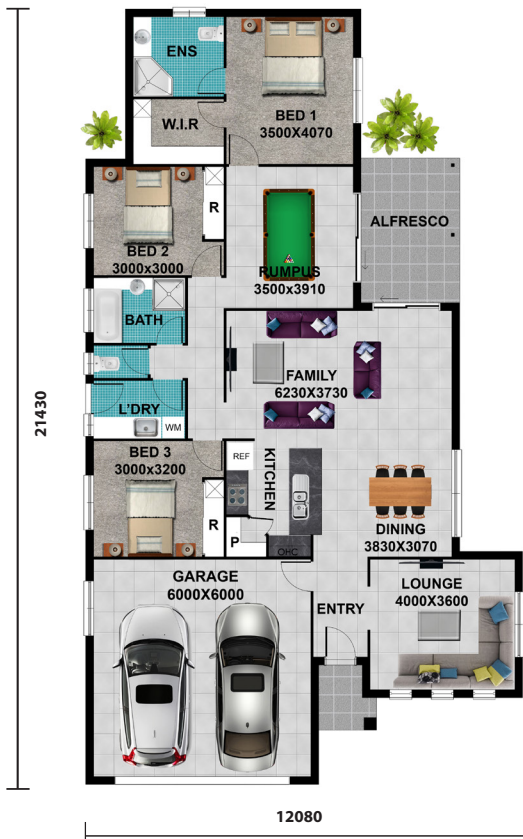 ENS
BED 1
3500X4070
W.I.R
R
BED 2
3000x3000
ALFRESCO
RUMPUS
3500x3910
BATH
FAMILY
6230X3730
L'DRY
WM
BED 3
3000x3200
R
REF
KITCHEN
P
OHC
DINING
3830X3070
GARAGE
6000X6000
LOUNGE
4000X3600
ENTRY
21430
12080